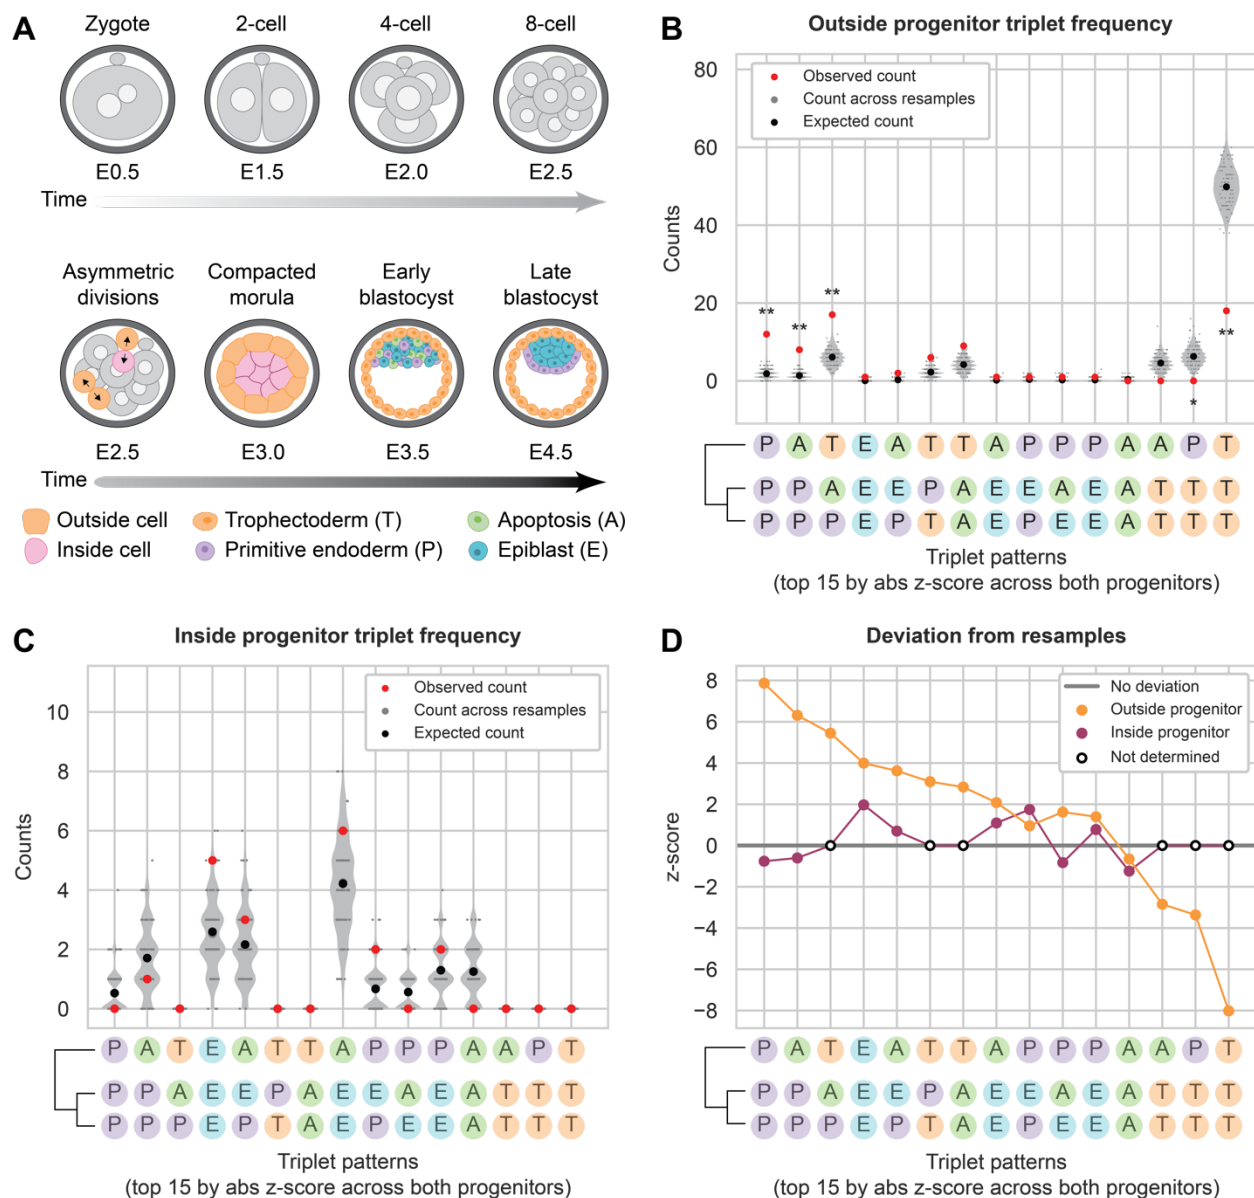 A
Zygote 2-cell 4-cell 8-cell
E0.5 E1.5 E2.0 E2.5
Time
Asymmetric divisions
Compacted morula
Early blastocyst
Late blastocyst
E2.5 E3.0 E3.5 E4.5
Time
Outside cell
Inside cell
Trophectoderm (T)
Primitive endoderm (P)
Apoptosis (A)
Epiblast (E)
B
Outside progenitor triplet frequency
Observed count
Count across resamples
Expected count
Counts
80
60
40
20
0
** ** ** * **
P A T E A T T A P P P A A P T
P P A E E P A E E A E A T T T
P P P E P T A E P E E A T T T
Triplet patterns
(top 15 by abs z-score across both progenitors)
C
Inside progenitor triplet frequency
Observed count
Count across resamples
Expected count
Counts
10
8
6
4
2
0
P A T E A T T A P P P A A P T
P P A E E P A E E A E A T T T
P P P E P T A E P E E A T T T
Triplet patterns
(top 15 by abs z-score across both progenitors)
D
Deviation from resamples
No deviation
Outside progenitor
Inside progenitor
Not determined
z-score
8
6
4
2
0
−2
−4
−6
−8
P A T E A T T A P P P A A P T
P P A E E P A E E A E A T T T
P P P E P T A E P E E A T T T
Triplet patterns
(top 15 by abs z-score across both progenitors)